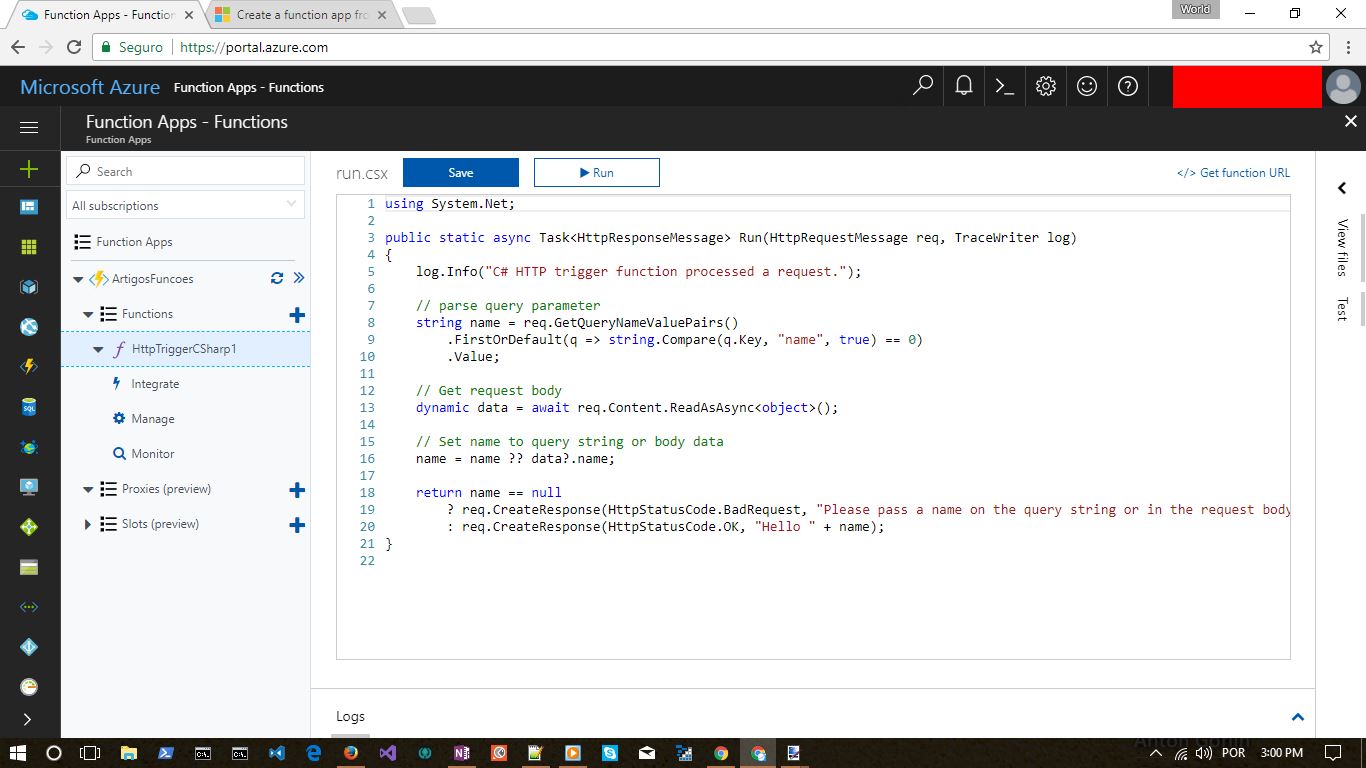 Function Apps - Function
Create a function app fro
World
Seguro
https://portal.azure.com
Microsoft Azure Function Apps - Functions
Function Apps - Functions
Function Apps
Search
All subscriptions
Function Apps
ArtigosFuncoes
Functions
HttpTriggerCSharp1
Integrate
Manage
Monitor
Proxies (preview)
Slots (preview)
run.csx
Save
Run
</> Get function URL
1 using System.Net;
2
3 public static async Task<HttpResponseMessage> Run(HttpRequestMessage req, TraceWriter log)
4 {
5 log.Info("C# HTTP trigger function processed a request.");
6
7 // parse query parameter
8 string name = req.GetQueryNameValuePairs()
9 .FirstOrDefault(q => string.Compare(q.Key, "name", true) == 0)
10 .Value;
11
12 // Get request body
13 dynamic data = await req.Content.ReadAsAsync<object>();
14
15 // Set name to query string or body data
16 name = name ?? data?.name;
17
18 return name == null
19 ? req.CreateResponse(HttpStatusCode.BadRequest, "Please pass a name on the query string or in the request body
20 : req.CreateResponse(HttpStatusCode.OK, "Hello " + name);
21 }
22
View files
Test
Logs
POR
3:00 PM